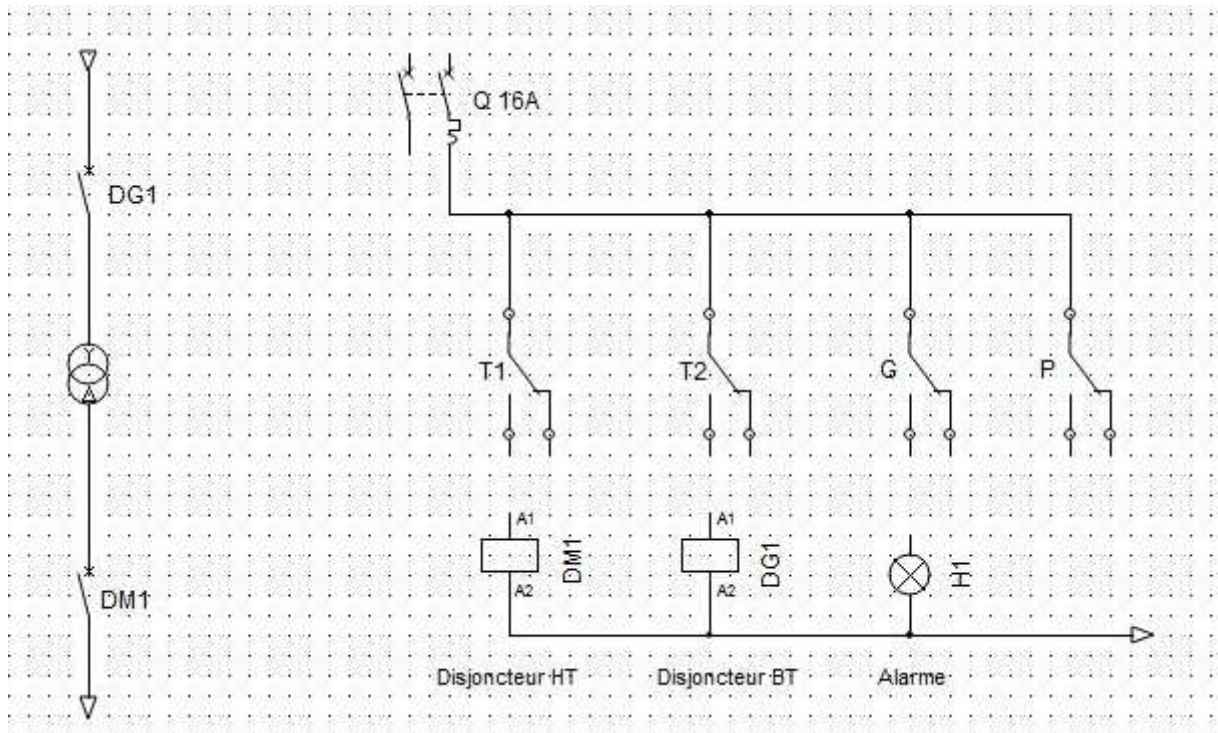 Q 16A
DG1
T1
T2
G
P
A1
A1
DM1
DG1
H1
A2
A2
DM1
Disjoncteur HT
Disjoncteur BT
Alarme